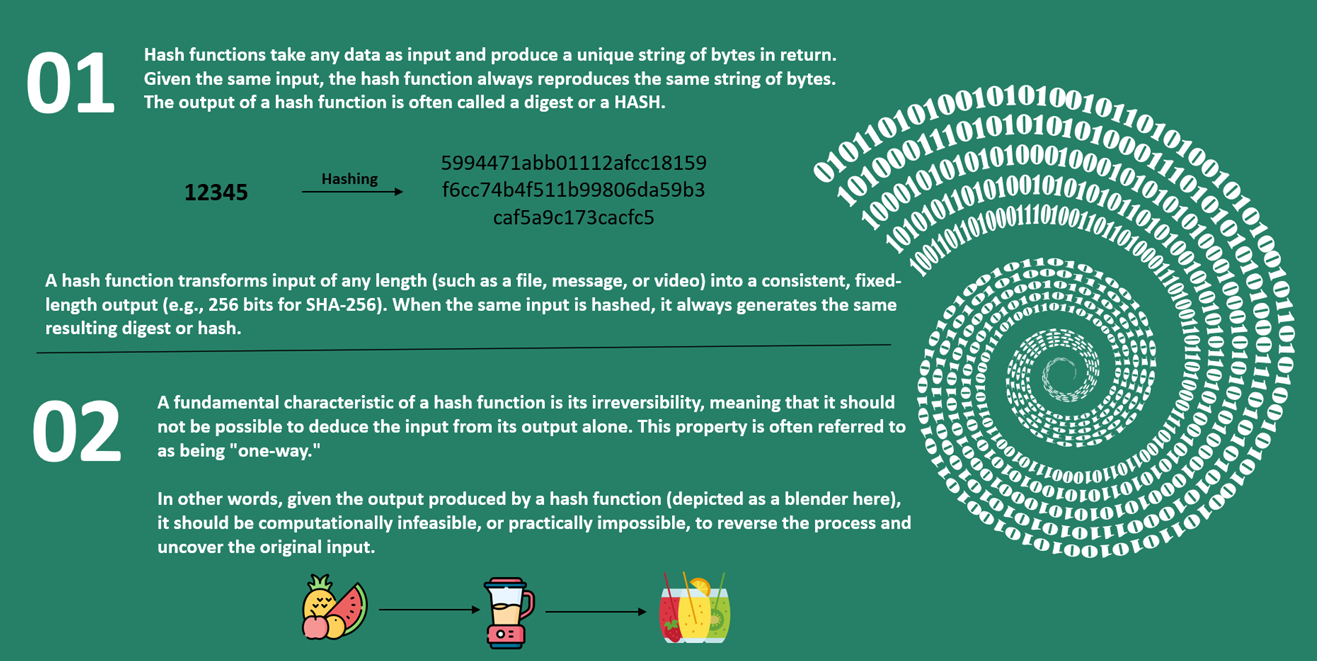 01
Hash functions take any data as input and produce a unique string of bytes in return.
Given the same input, the hash function always reproduces the same string of bytes.
The output of a hash function is often called a digest or a HASH.
12345
Hashing
5994471abb01112afcc18159
f6cc74b4f511b99806da59b3
caf5a9c173cacfc5
A hash function transforms input of any length (such as a file, message, or video) into a consistent, fixed-
length output (e.g., 256 bits for SHA-256). When the same input is hashed, it always generates the same
resulting digest or hash.
02
A fundamental characteristic of a hash function is its irreversibility, meaning that it should
not be possible to deduce the input from its output alone. This property is often referred to
as being "one-way."
In other words, given the output produced by a hash function (depicted as a blender here),
it should be computationally infeasible, or practically impossible, to reverse the process and
uncover the original input.